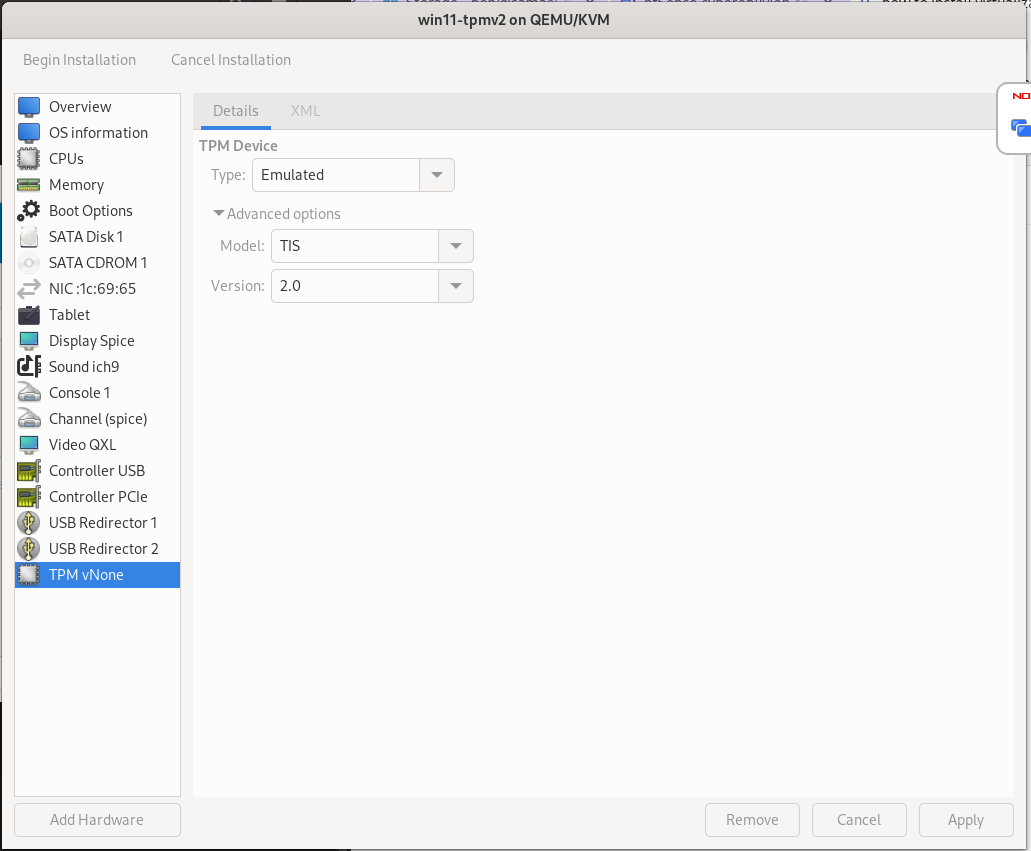 win11-tpmv2 on QEMU/KVM
Begin Installation
Cancel Installation
Overview
OS information
CPUs
Memory
Boot Options
SATA Disk 1
SATA CDROM 1
NIC :1c:69:65
Tablet
Display Spice
Sound ich9
Console 1
Channel (spice)
Video QXL
Controller USB
Controller PCIe
USB Redirector 1
USB Redirector 2
TPM vNone
Add Hardware
Details
XML
TPM Device
Type:
Emulated
Advanced options
Model:
TIS
Version:
2.0
Remove
Cancel
Apply